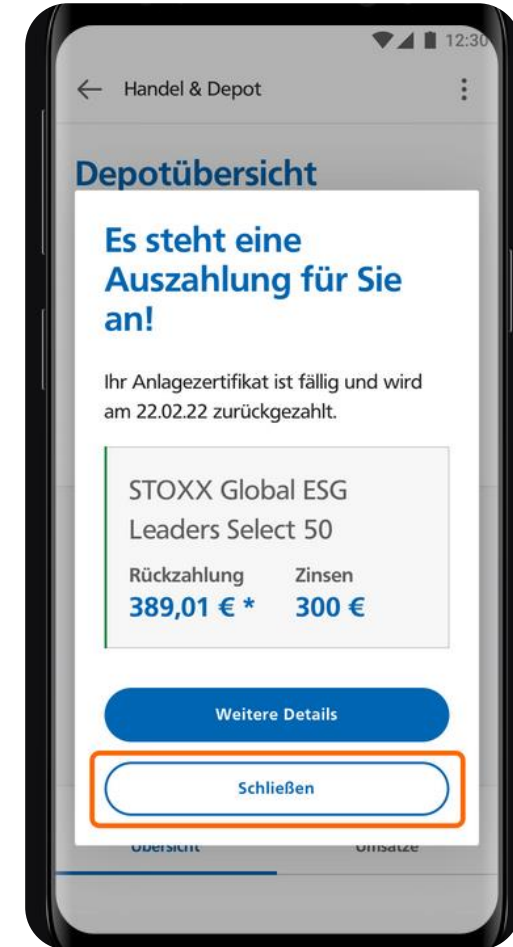 12:30
Handel & Depot
Depotübersicht
Es steht eine
Auszahlung für Sie
an!
Ihr Anlagezertifikat ist fällig und wird
am 22.02.22 zurückgezahlt.
STOXX Global ESG
Leaders Select 50
Rückzahlung Zinsen
389,01 € * 300 €
Weitere Details
Schließen
Übersicht Umsätze